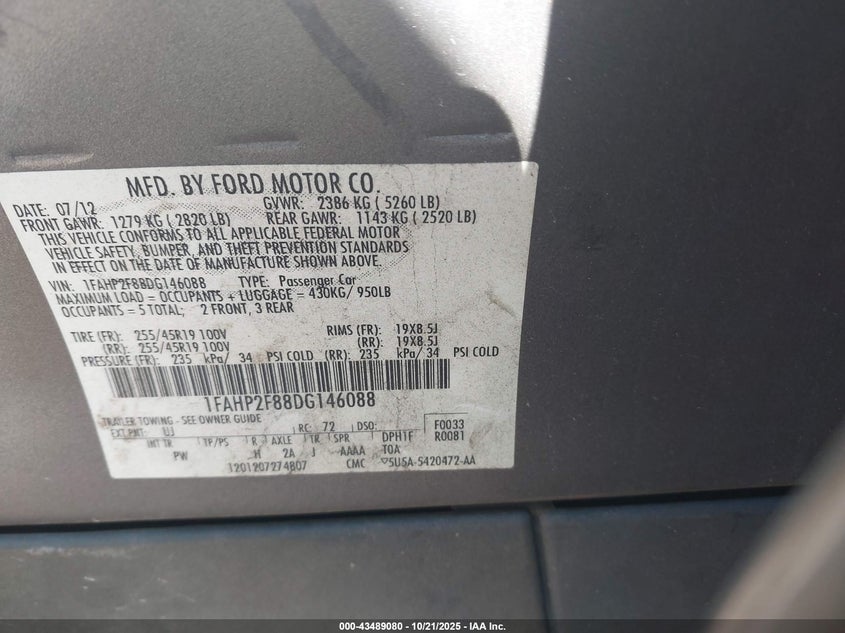 MFD. BY FORD MOTOR CO.
DATE: 07/12 GVWR: 2386 KG ( 5260 LB)
FRONT GAWR: 1279 KG ( 2820 LB) REAR GAWR: 1143 KG ( 2520 LB)
THIS VEHICLE CONFORMS TO ALL APPLICABLE FEDERAL MOTOR
VEHICLE SAFETY, BUMPER, AND THEFT PREVENTION STANDARDS
IN EFFECT ON THE DATE OF MANUFACTURE SHOWN ABOVE.
VIN: 1FAHP2F88DG146088 TYPE: Passenger Car
MAXIMUM LOAD = OCCUPANTS + LUGGAGE = 430KG/ 950LB
OCCUPANTS = 5 TOTAL; 2 FRONT, 3 REAR
TIRE (FR): 255/45R19 100V RIMS (FR): 19X8.5J
(RR): 255/45R19 100V (RR): 19X8.5J
PRESSURE (FR): 235 kPa/ 34 PSI COLD (RR): 235 kPa/ 34 PSI COLD
1FAHP2F88DG146088
TRAILER TOWING - SEE OWNER GUIDE
EXT PNT: UJ RC: 72 DSO: F0033
R0081
INT TR TP/PS R AXLE TR SPR DPHTF
PW H 2A J AAAA TOA
1201207274807 CMC 5U5A-5420472-AA
000-43489080 - 10/21/2025 - IAA Inc.